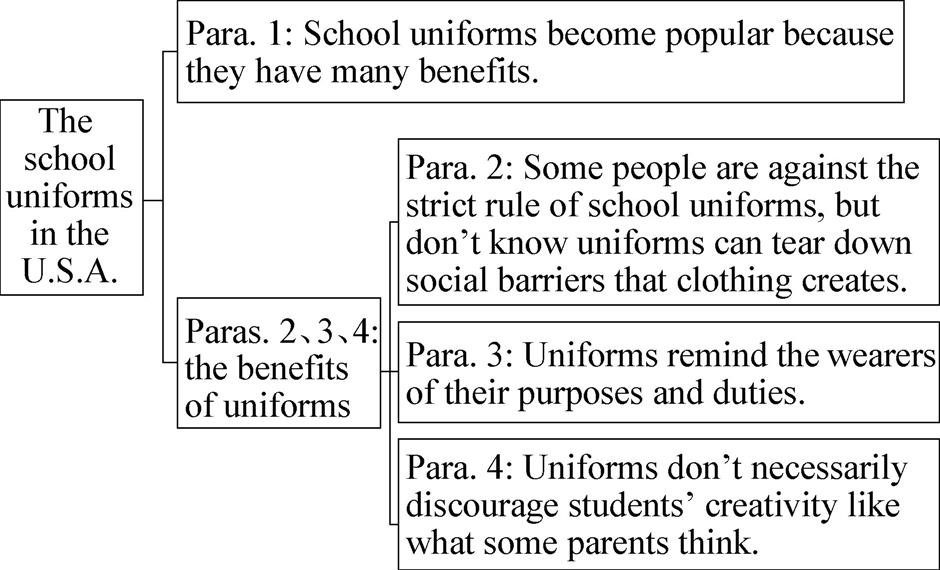 The
school
uniforms
in the
U.S.A.
Para. 1: School uniforms become popular because
they have many benefits.
Paras. 2、3、4:
the benefits
of uniforms
Para. 2: Some people are against the
strict rule of school uniforms, but
don’t know uniforms can tear down
social barriers that clothing creates.
Para. 3: Uniforms remind the wearers
of their purposes and duties.
Para. 4: Uniforms don’t necessarily
discourage students’ creativity like
what some parents think.